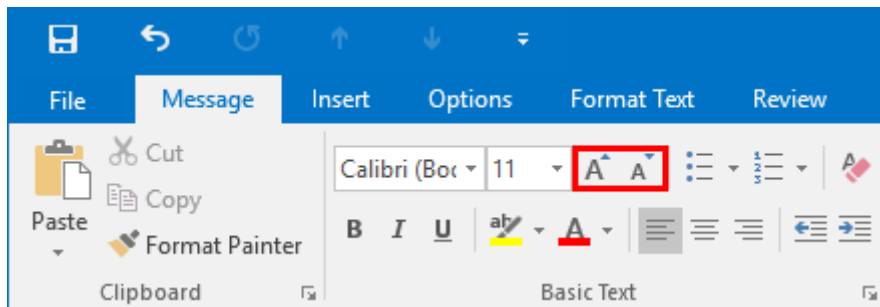 File Message Insert Options Format Text Review
Cut
Calibri (Boc 11
Copy
Paste
B I U
Format Painter
Clipboard Basic Text